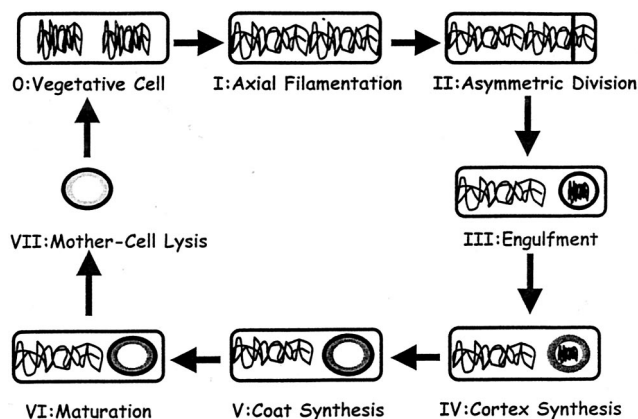 0:Vegetative Cell
I:Axial Filamentation
II:Asymmetric Division
III:Engulfment
IV:Cortex Synthesis
V:Coat Synthesis
VI:Maturation
VII:Mother-Cell Lysis